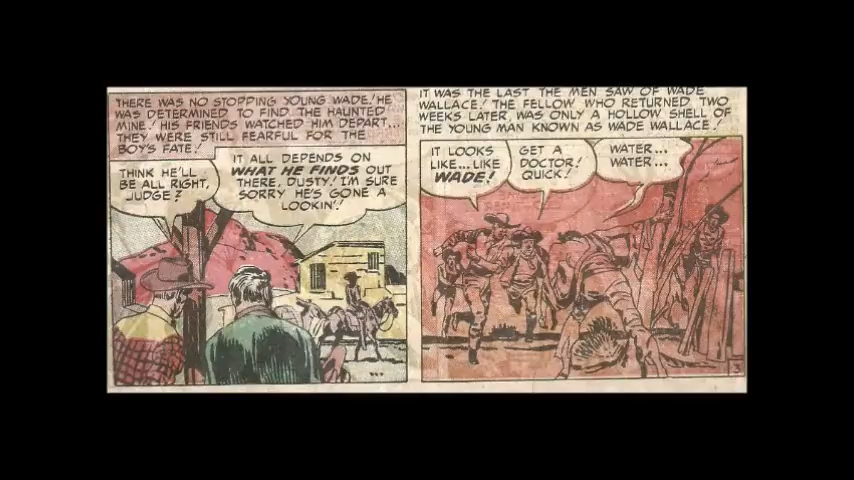 THERE WAS NO STOPPING YOUNG WADE! HE
WAS DETERMINED TO FIND THE HAUNTED
MINE! HIS FRIENDS WATCHED HIM DEPART...
THEY WERE STILL FEARFUL FOR THE
BOY'S FATE!
THINK HE'LL
BE ALL RIGHT,
JUDGE?
IT ALL DEPENDS ON
WHAT HE FINDS OUT
THERE, DUSTY! I'M SURE
SORRY HE'S GONE A
LOOKIN'!
IT WAS THE LAST THE MEN SAW OF WADE
WALLACE! THE FELLOW WHO RETURNED TWO
WEEKS LATER, WAS ONLY A HOLLOW SHELL OF
THE YOUNG MAN KNOWN AS WADE WALLACE!
IT LOOKS
LIKE...LIKE
WADE!
GET A
DOCTOR!
QUICK!
WATER...
WATER...
3